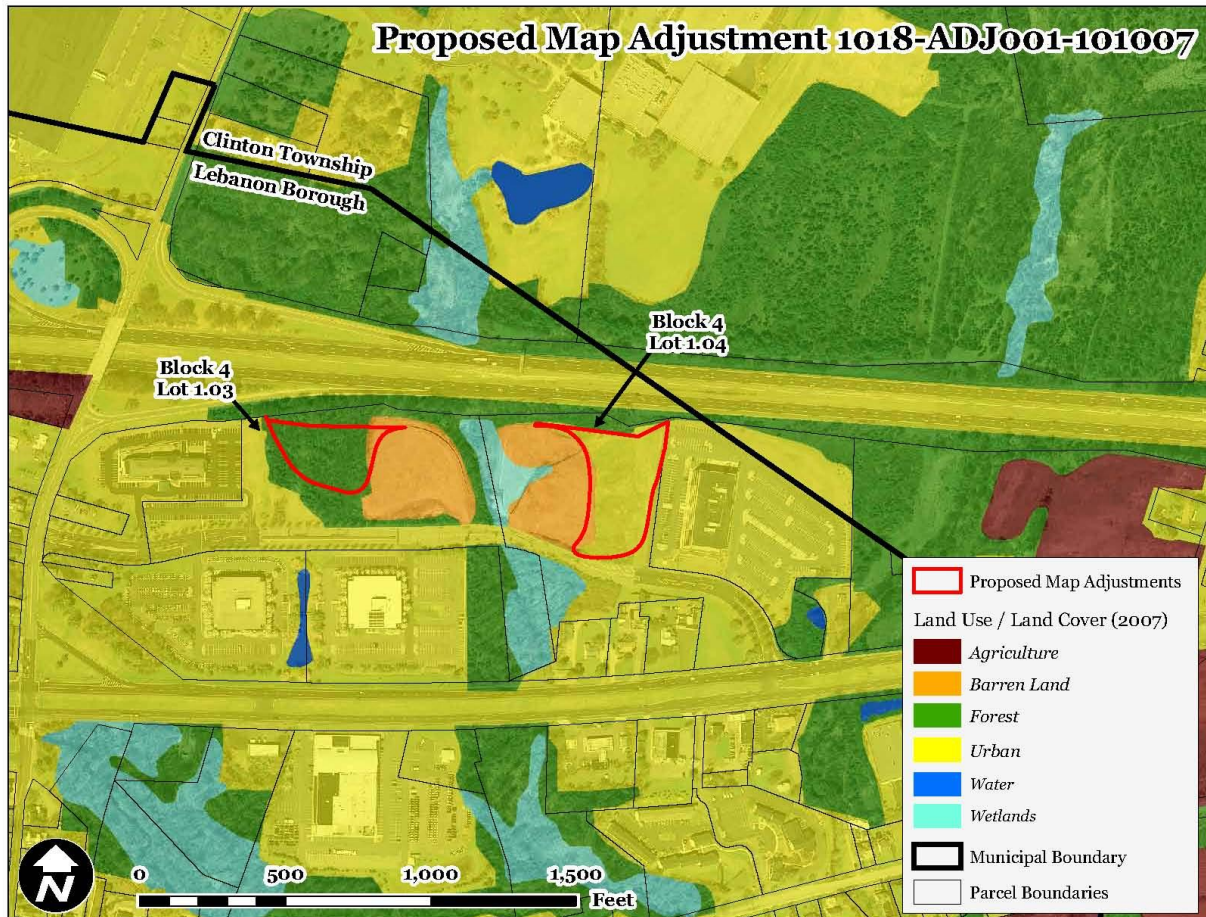 Proposed Map Adjustment 1018-ADJ001-101007
Clinton Township
Lebanon Borough
Block 4
Lot 1.04
Block 4
Lot 1.03
Proposed Map Adjustments
Land Use / Land Cover (2007)
Agriculture
Barren Land
Forest
Urban
Water
Wetlands
Municipal Boundary
Parcel Boundaries
N
0 500 1,000 1,500
Feet